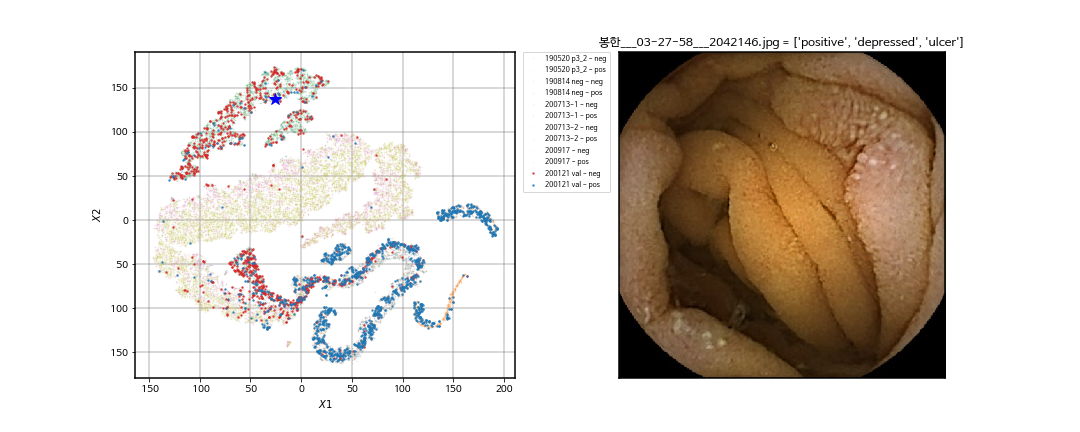 봉한___03-27-58___2042146.jpg = ['positive', 'depressed', 'ulcer']
190520 p3_2 - neg
190520 p3_2 - pos
190814 neg - neg
190814 neg - pos
200713-1 - neg
200713-1 - pos
200713-2 - neg
200713-2 - pos
200917 - neg
200917 - pos
200121 val - neg
200121 val - pos
X2
150
100
50
0
50
100
150
150
100
50
0
50
100
150
200
X1